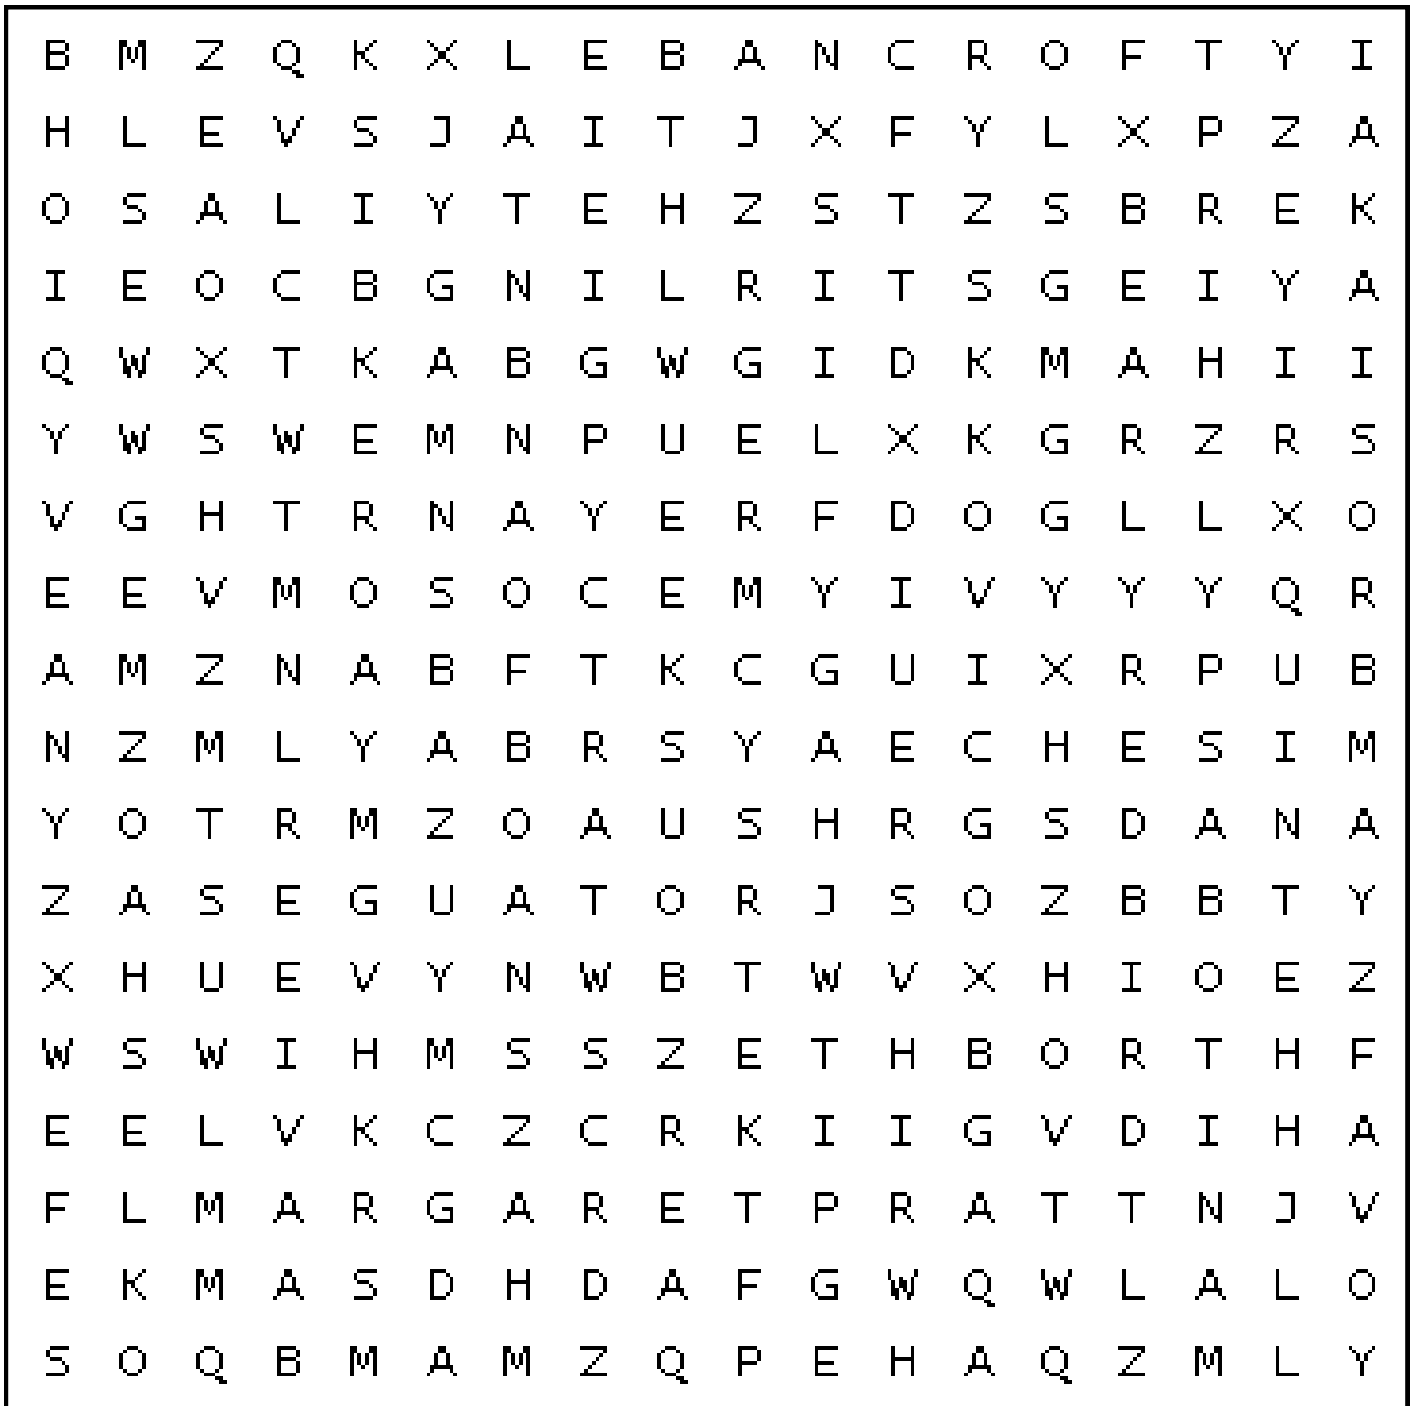 B M Z Q K X L E B A N C R O F T Y I
H L E V S J A I T J X F Y L X P Z A
O S A L I Y T E H Z S T Z S B R E K
I E O C B G N I L R I T S G E I Y A
Q W X T K A B G W G I D K M A H I I
Y W S W E M N P U E L X K G R Z R S
V G H T R N A Y E R F D O G L L X O
E E V M O S O C E M Y I V Y Y Y Q R
A M Z N A B F T K C G U I X R P U B
N Z M L Y A B R S Y A E C H E S I M
Y O T R M Z O A U S H R G S D A N A
Z A S E G U A T O R J S O Z B B T Y
X H U E V Y N W B T W V X H I O E Z
W S W I H M S S Z E T H B O R T H F
E E L V K C Z C R K I I G V D I H A
F L M A R G A R E T P R A T T N J V
E K M A S D H D A F G W Q W L A L O
S O Q B M A M Z Q P E H A Q Z M L Y